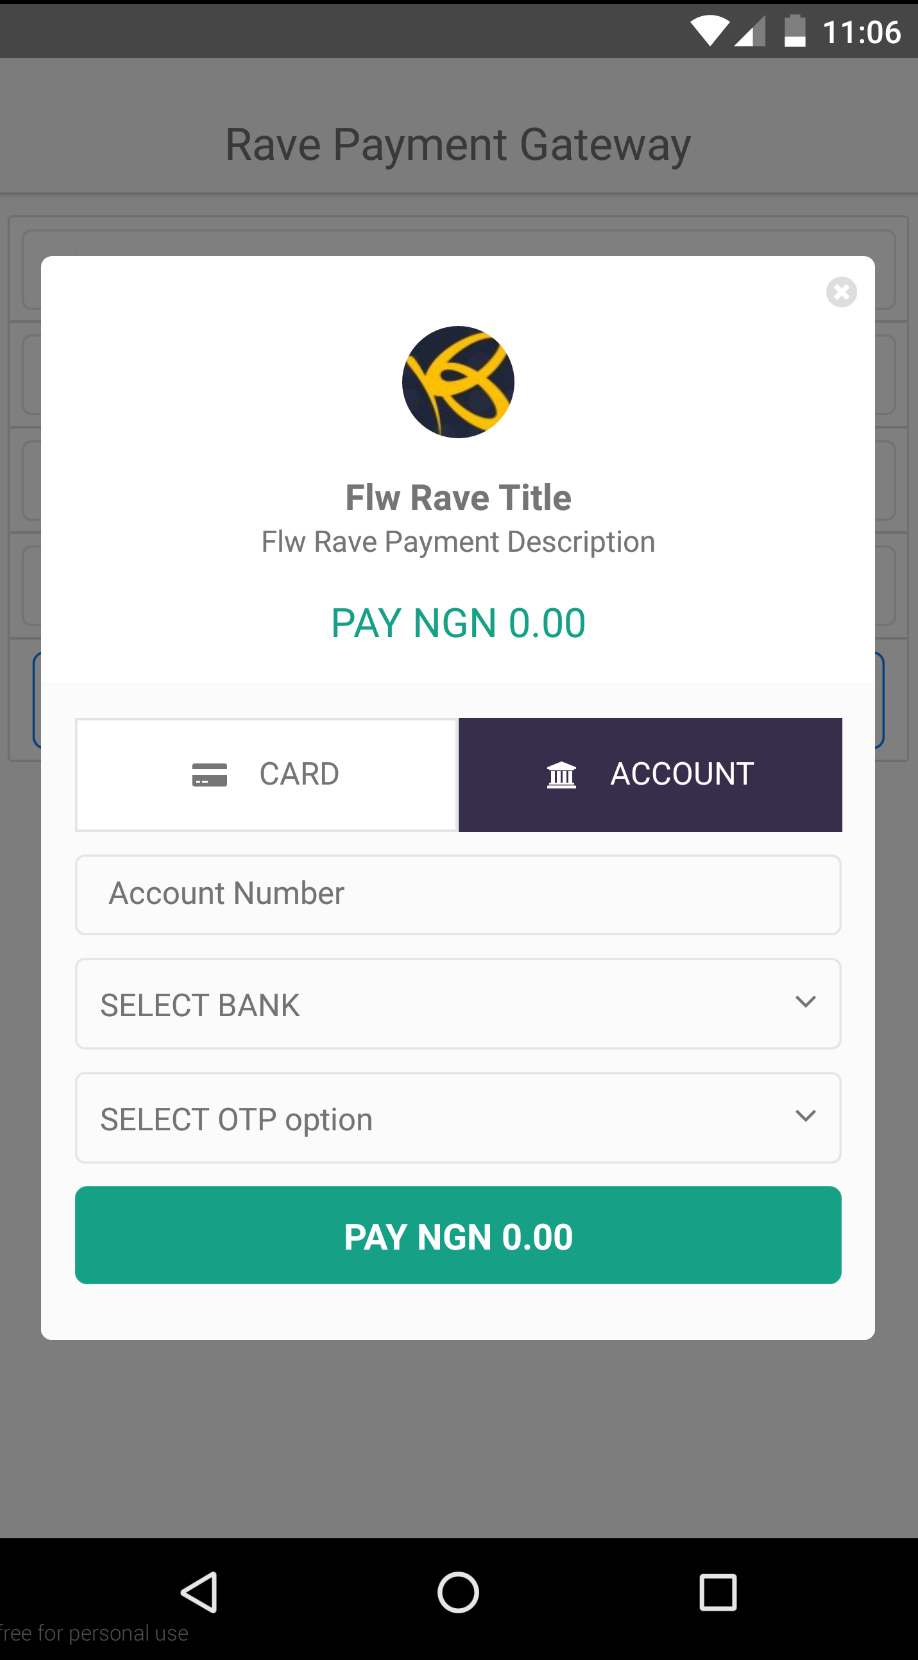 11:06
Rave Payment Gateway
Flw Rave Title
Flw Rave Payment Description
PAY NGN 0.00
CARD
ACCOUNT
Account Number
SELECT BANK
SELECT OTP option
PAY NGN 0.00
free for personal use